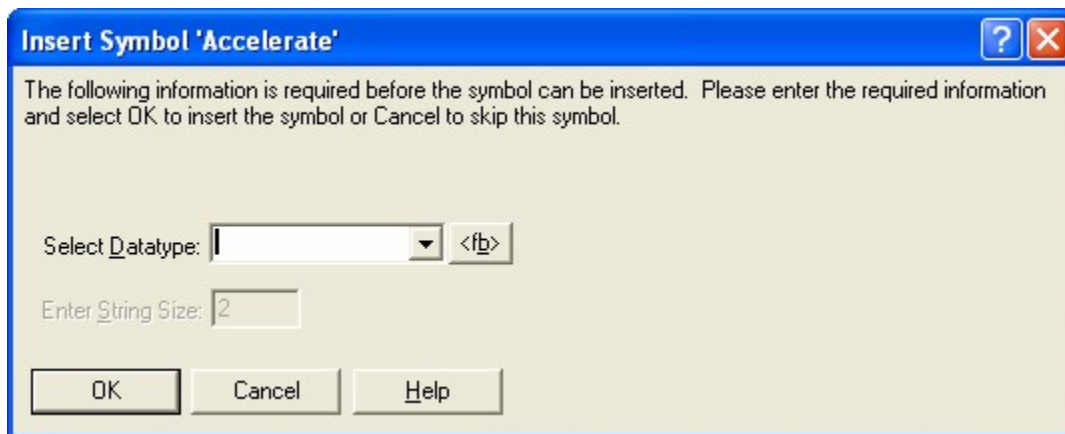 Insert Symbol 'Accelerate'
The following information is required before the symbol can be inserted. Please enter the required information
and select OK to insert the symbol or Cancel to skip this symbol.
Select Datatype: <fb>
Enter String Size: 2
OK Cancel Help